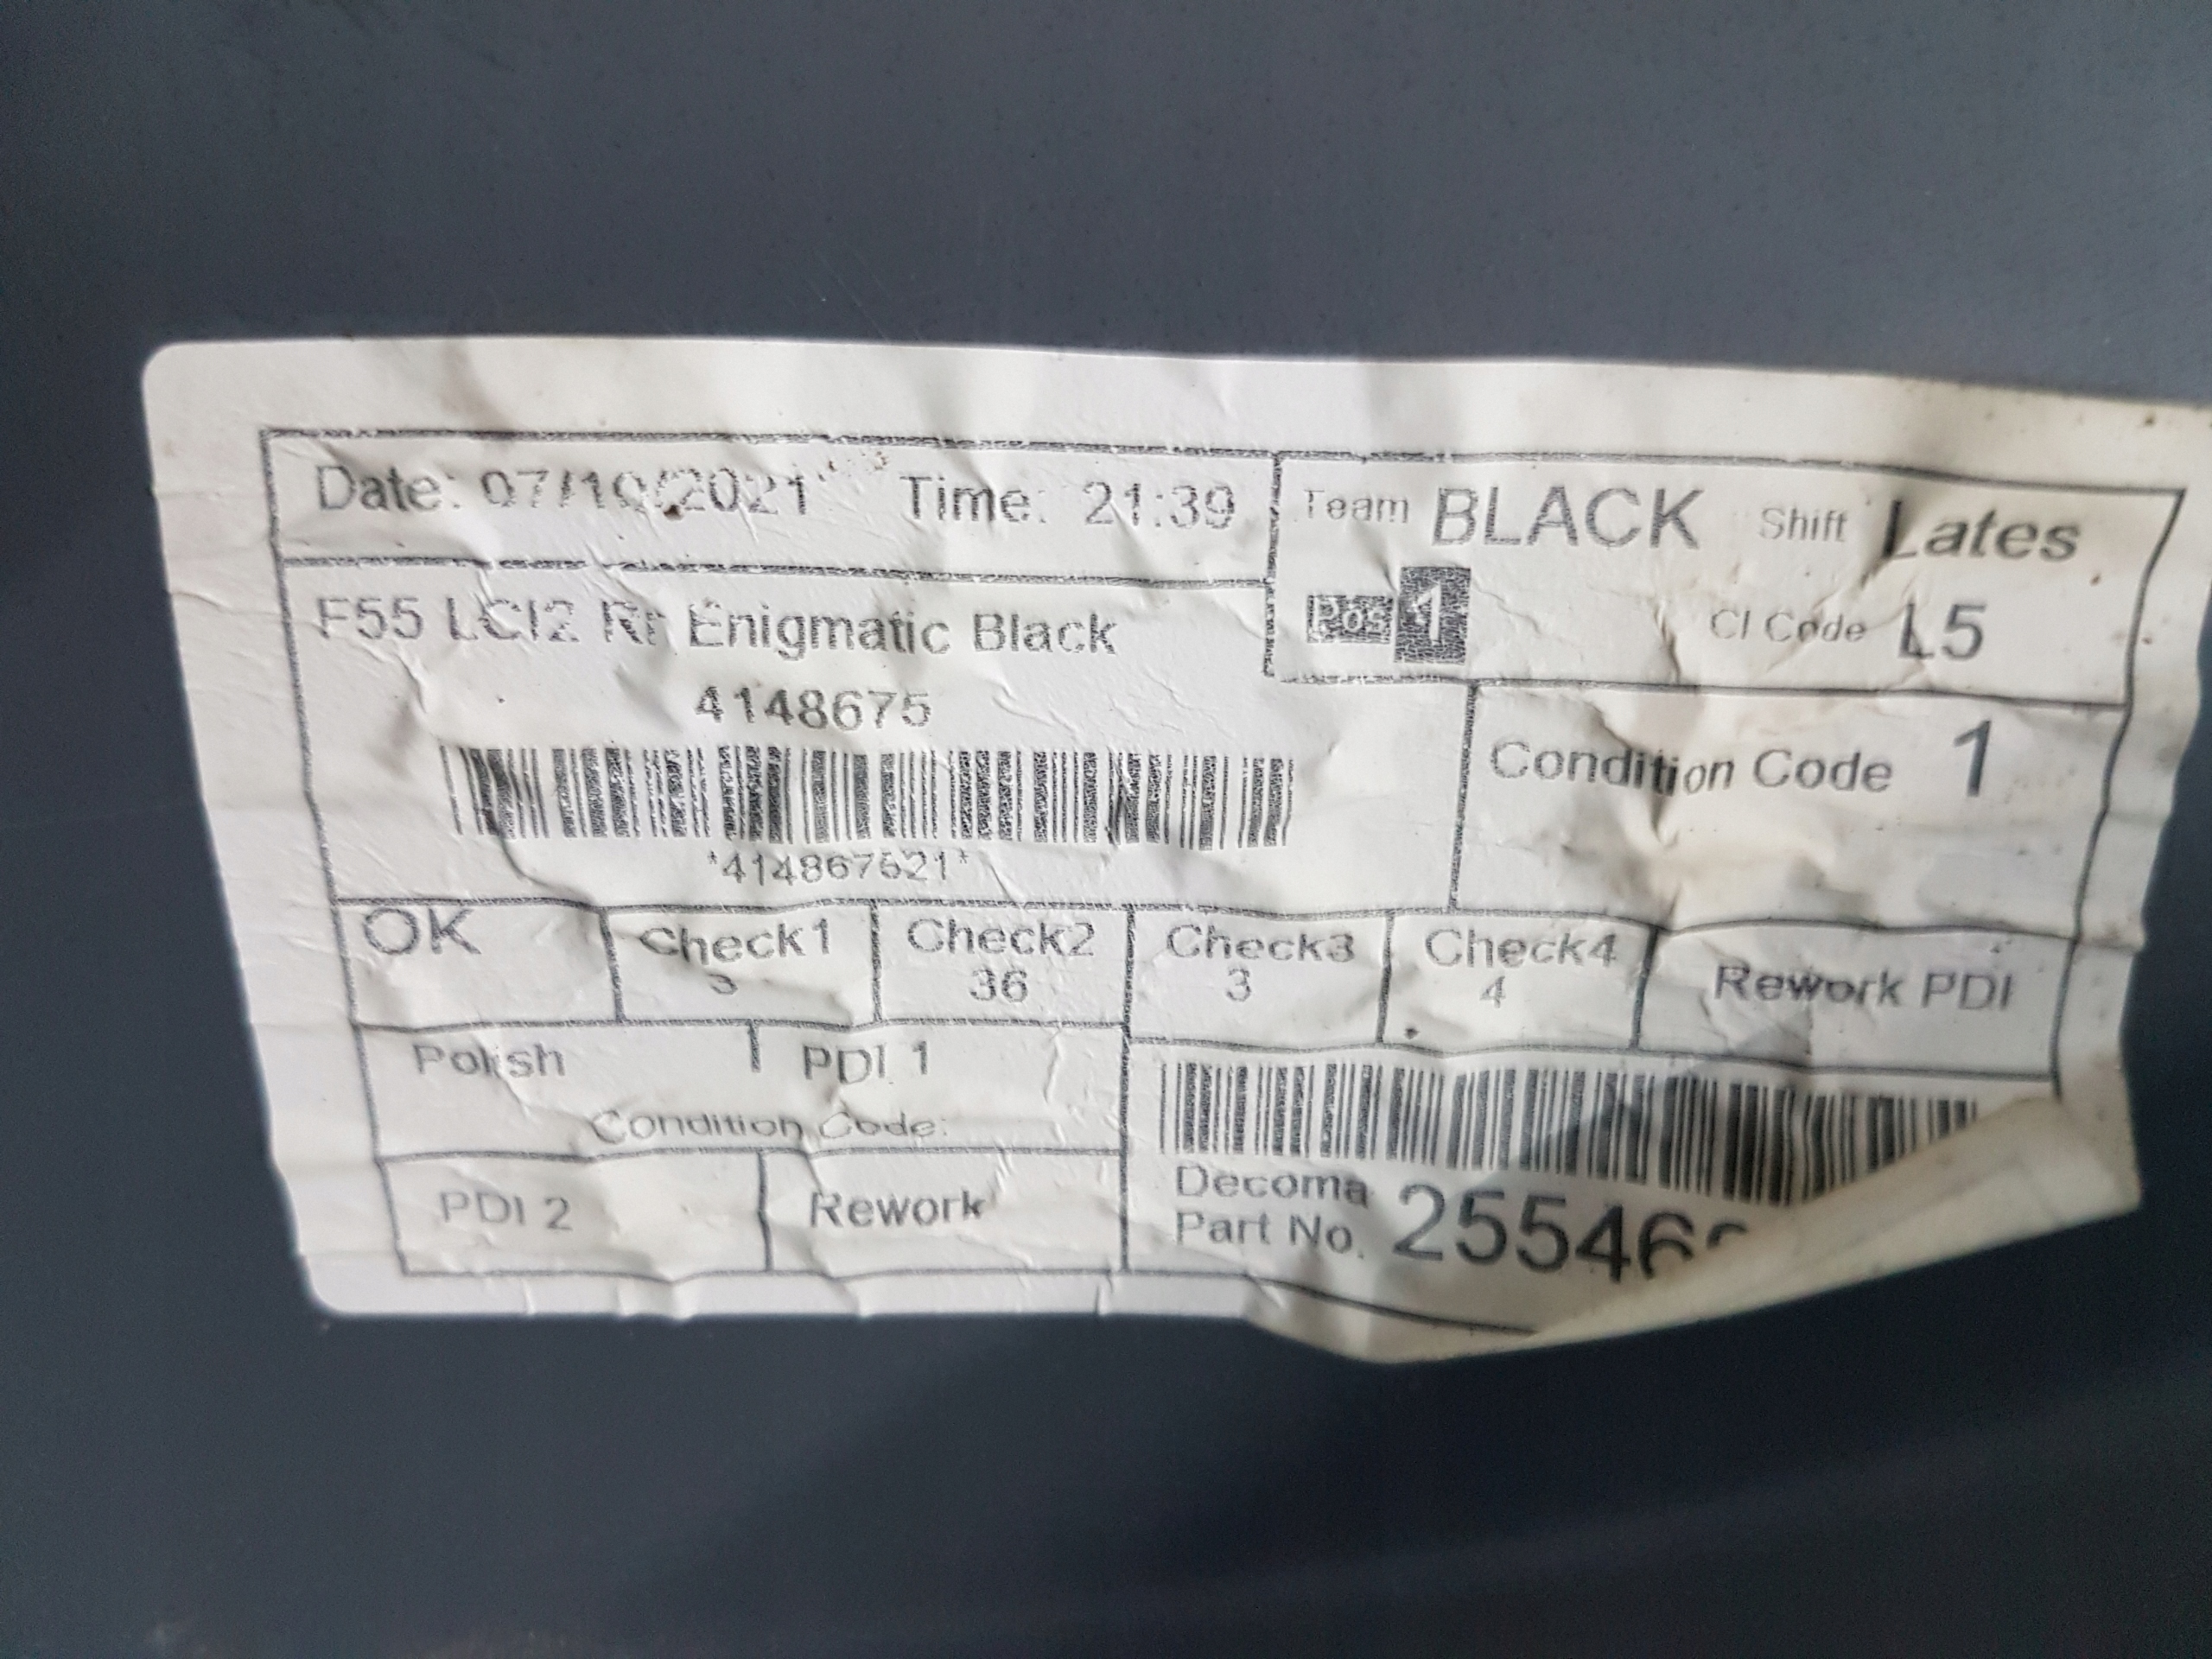 Date: 07/10/2021 Time: 21:39
Team BLACK Shift Lates
Pos 1 CI Code L5
F55 LCI2 Rr Enigmatic Black
4148675
Condition Code 1
*414867521*
OK Check1 Check2 Check3 Check4 Rework PDI
3 36 3 4
Polish PDI 1
Condition Code:
PDI 2 Rework
Decoma
Part No. 25546